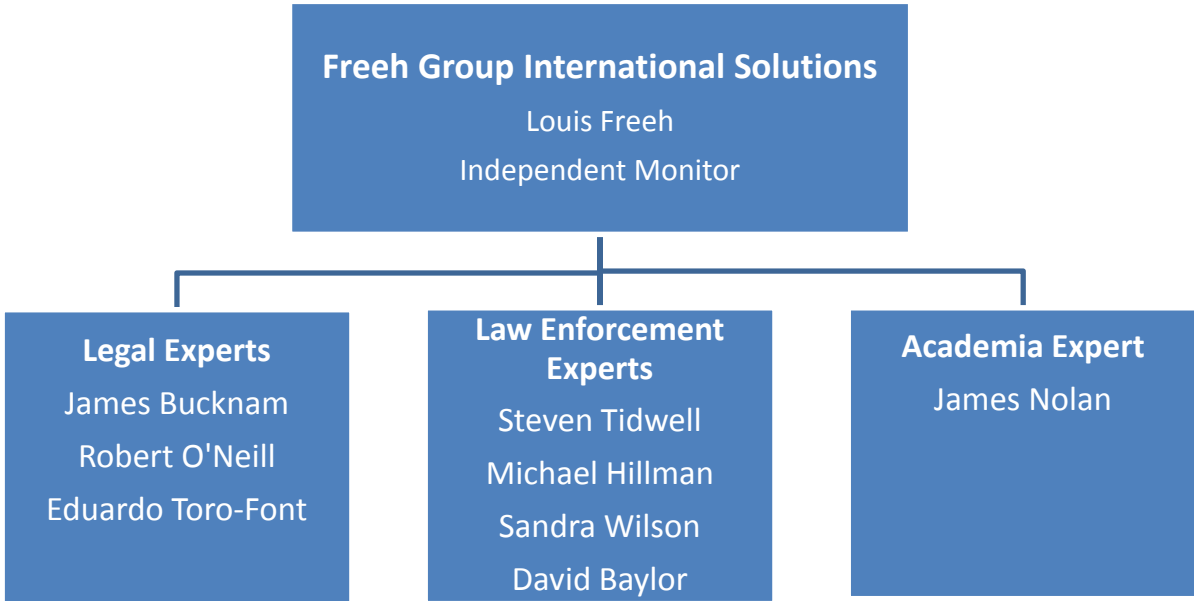 Freeh Group International Solutions
Louis Freeh
Independent Monitor
Legal Experts
James Bucknam
Robert O'Neill
Eduardo Toro-Font
Law Enforcement
Experts
Steven Tidwell
Michael Hillman
Sandra Wilson
David Baylor
Academia Expert
James Nolan